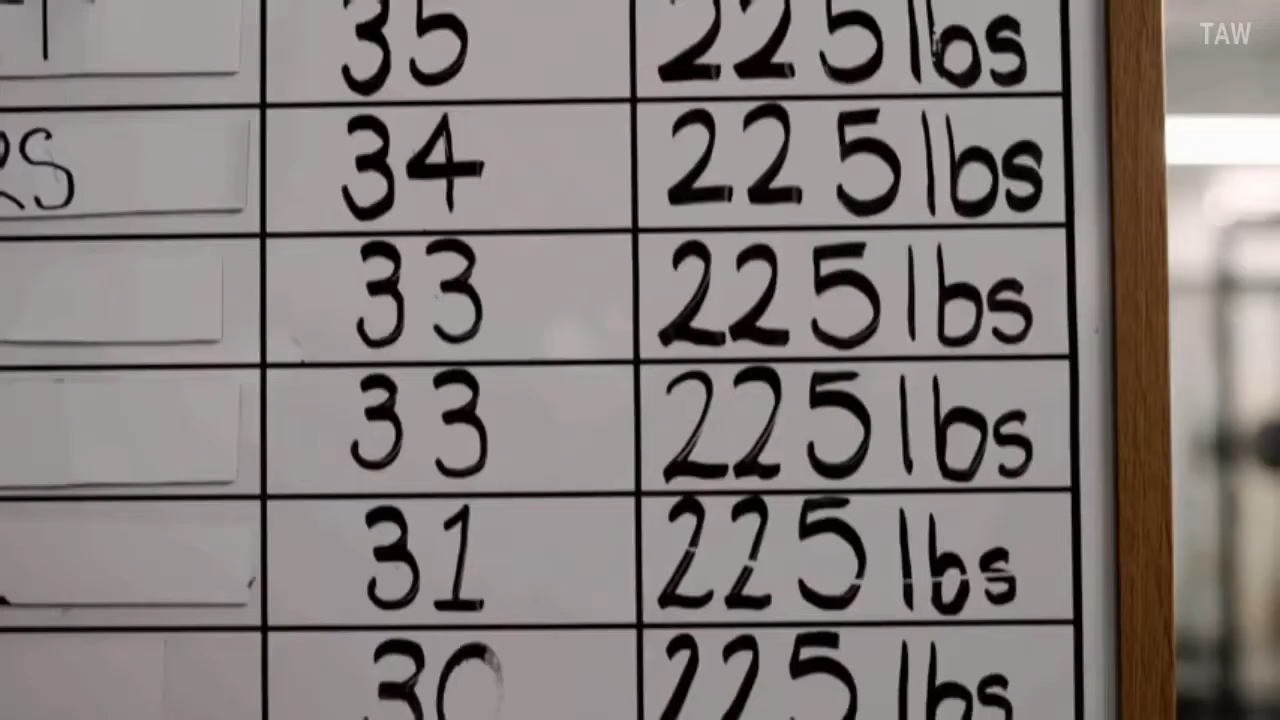 TAW
35 225 lbs
34 225 lbs
33 225 lbs
33 225 lbs
31 225 lbs
30 225 lbs